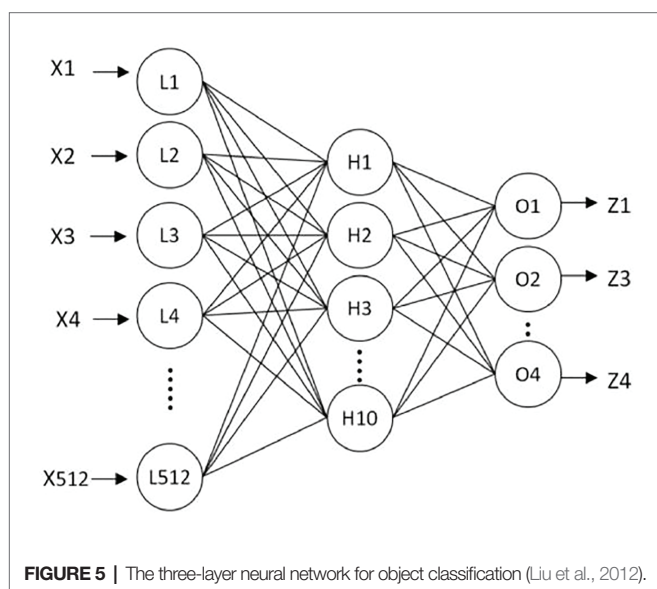 X1
L1
X2
L2
H1
X3
L3
H2
O1
Z1
X4
L4
H3
O2
Z3
H10
O4
Z4
X512
L512
FIGURE 5 | The three-layer neural network for object classification (Liu et al., 2012).